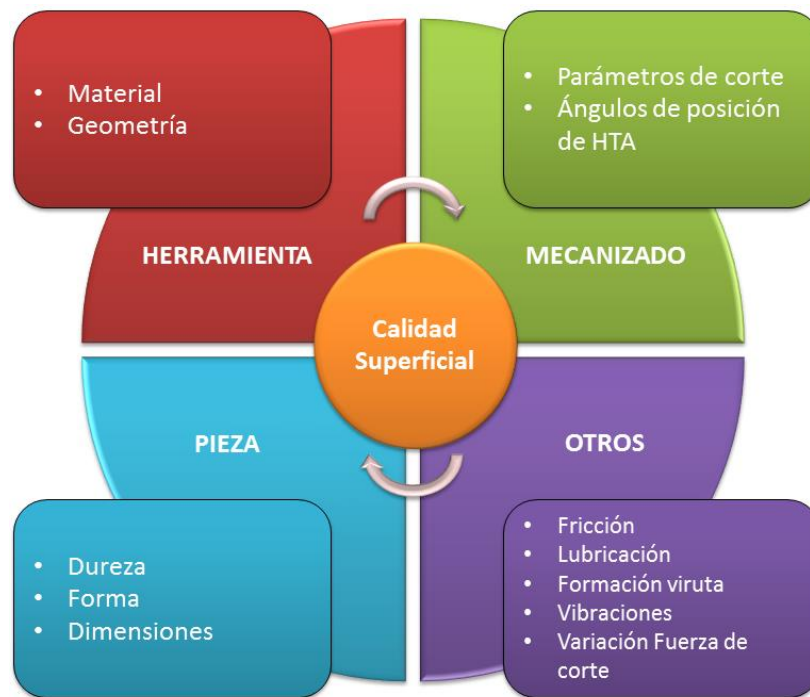 • Material
• Geometría
HERRAMIENTA
• Parámetros de corte
• Ángulos de posición
de HTA
MECANIZADO
Calidad
Superficial
PIEZA
• Dureza
• Forma
• Dimensiones
OTROS
• Fricción
• Lubricación
• Formación viruta
• Vibraciones
• Variación Fuerza de
corte